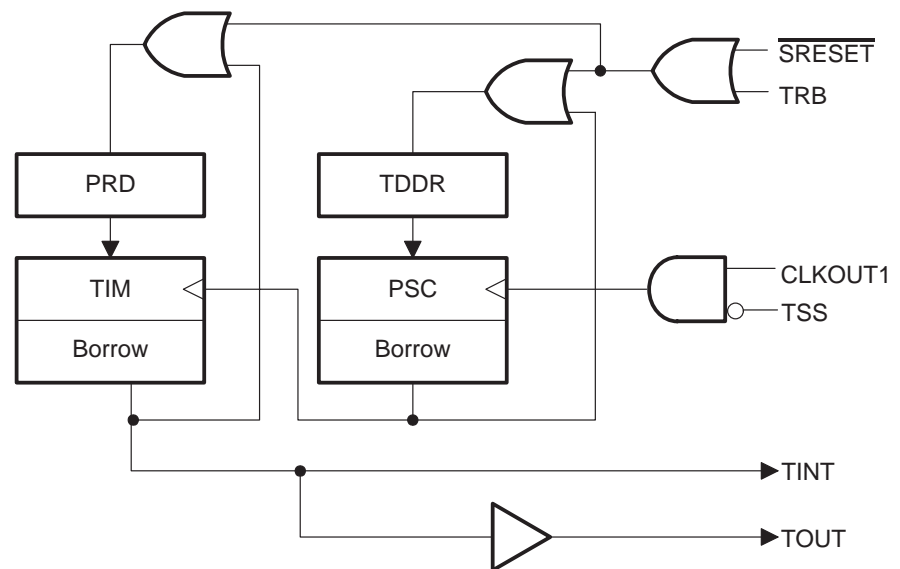 SRESET
TRB
PRD
TDDR
TIM
PSC
CLKOUT1
TSS
Borrow
Borrow
TINT
TOUT